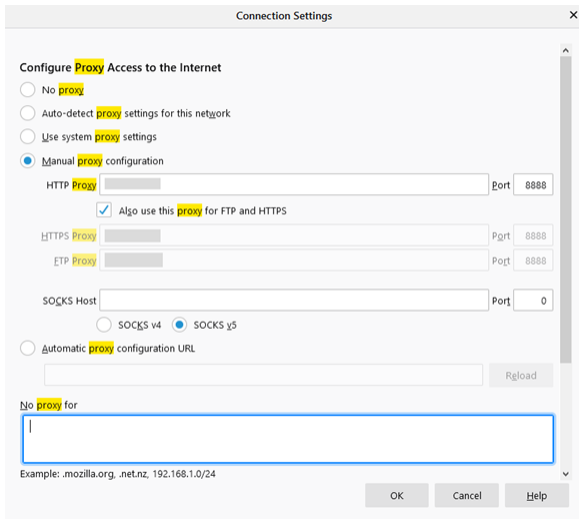 Connection Settings
Configure Proxy Access to the Internet
No proxy
Auto-detect proxy settings for this network
Use system proxy settings
Manual proxy configuration
HTTP Proxy Port 8888
Also use this proxy for FTP and HTTPS
HTTPS Proxy Port 8888
FTP Proxy Port 8888
SOCKS Host Port 0
SOCKS v4 SOCKS v5
Automatic proxy configuration URL
Reload
No proxy for
Example: .mozilla.org, .net.nz, 192.168.1.0/24
OK Cancel Help